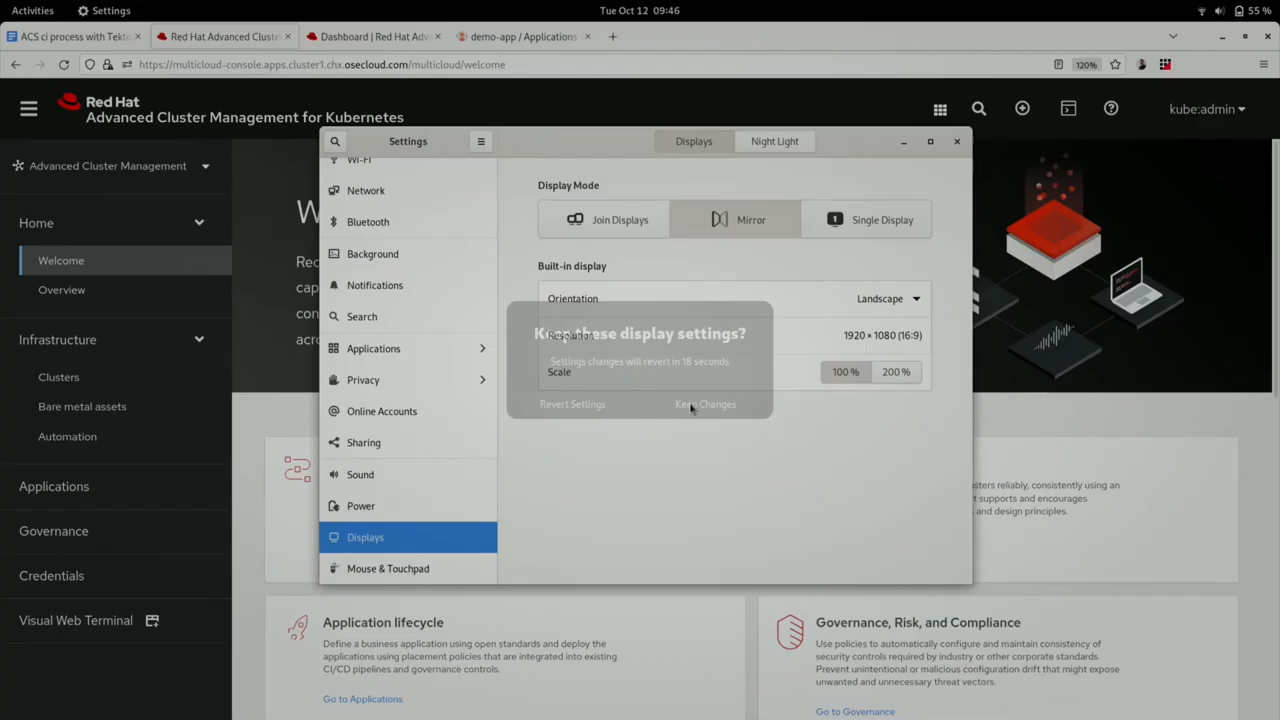 Activities
Settings
Tue Oct 12 09:46
55 %
ACS ci process with Tekto
Red Hat Advanced Cluste
Dashboard | Red Hat Adv
demo-app / Applications
https://multicloud-console.apps.cluster1.chx.osecloud.com/multicloud/welcome
120%
Red Hat
Advanced Cluster Management for Kubernetes
kube:admin
Advanced Cluster Management
Home
Welcome
Overview
Infrastructure
Clusters
Bare metal assets
Automation
Applications
Governance
Credentials
Visual Web Terminal
W
Rec
cap
con
acr
Settings
Displays
Night Light
Wi-Fi
Network
Bluetooth
Background
Notifications
Search
Applications
Privacy
Online Accounts
Sharing
Sound
Power
Displays
Mouse & Touchpad
Display Mode
Join Displays
Mirror
1
Single Display
Built-in display
Orientation
Landscape
Resolution
1920 × 1080 (16:9)
Scale
100 %
200 %
Keep these display settings?
Settings changes will revert in 18 seconds
Revert Settings
Keep Changes
sters reliably, consistently using an
t supports and encourages
and design principles.
Application lifecycle
Define a business application using open standards and deploy the
applications using placement policies that are integrated into existing
CI/CD pipelines and governance controls.
Go to Applications
Governance, Risk, and Compliance
Use policies to automatically configure and maintain consistency of
security controls required by industry or other corporate standards.
Prevent unintentional or malicious configuration drift that might expose
unwanted and unnecessary threat vectors.
Go to Governance